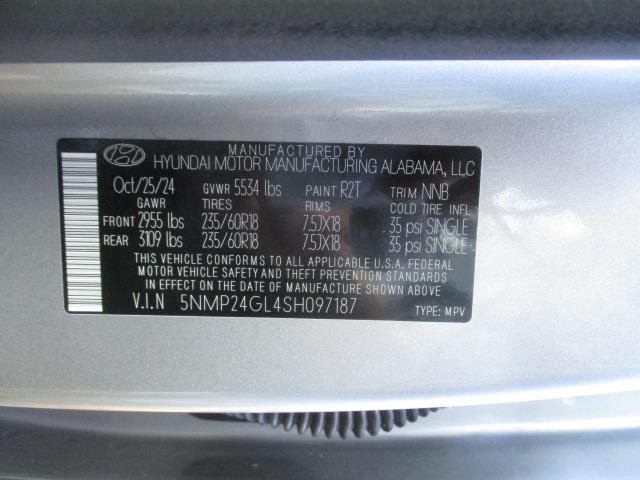 MANUFACTURED BY
HYUNDAI MOTOR MANUFACTURING ALABAMA, LLC
Oct/25/24 GVWR 5534 lbs PAINT R2T TRIM NNB
GAWR TIRES RIMS COLD TIRE INFL
FRONT 2955 lbs 235/60R18 7.5JX18 35 psi SINGLE
REAR 3109 lbs 235/60R18 7.5JX18 35 psi SINGLE
THIS VEHICLE CONFORMS TO ALL APPLICABLE U.S.A. FEDERAL
MOTOR VEHICLE SAFETY AND THEFT PREVENTION STANDARDS
IN EFFECT ON THE DATE OF MANUFACTURE SHOWN ABOVE.
V.I.N 5NMP24GL4SH097187 TYPE: MPV